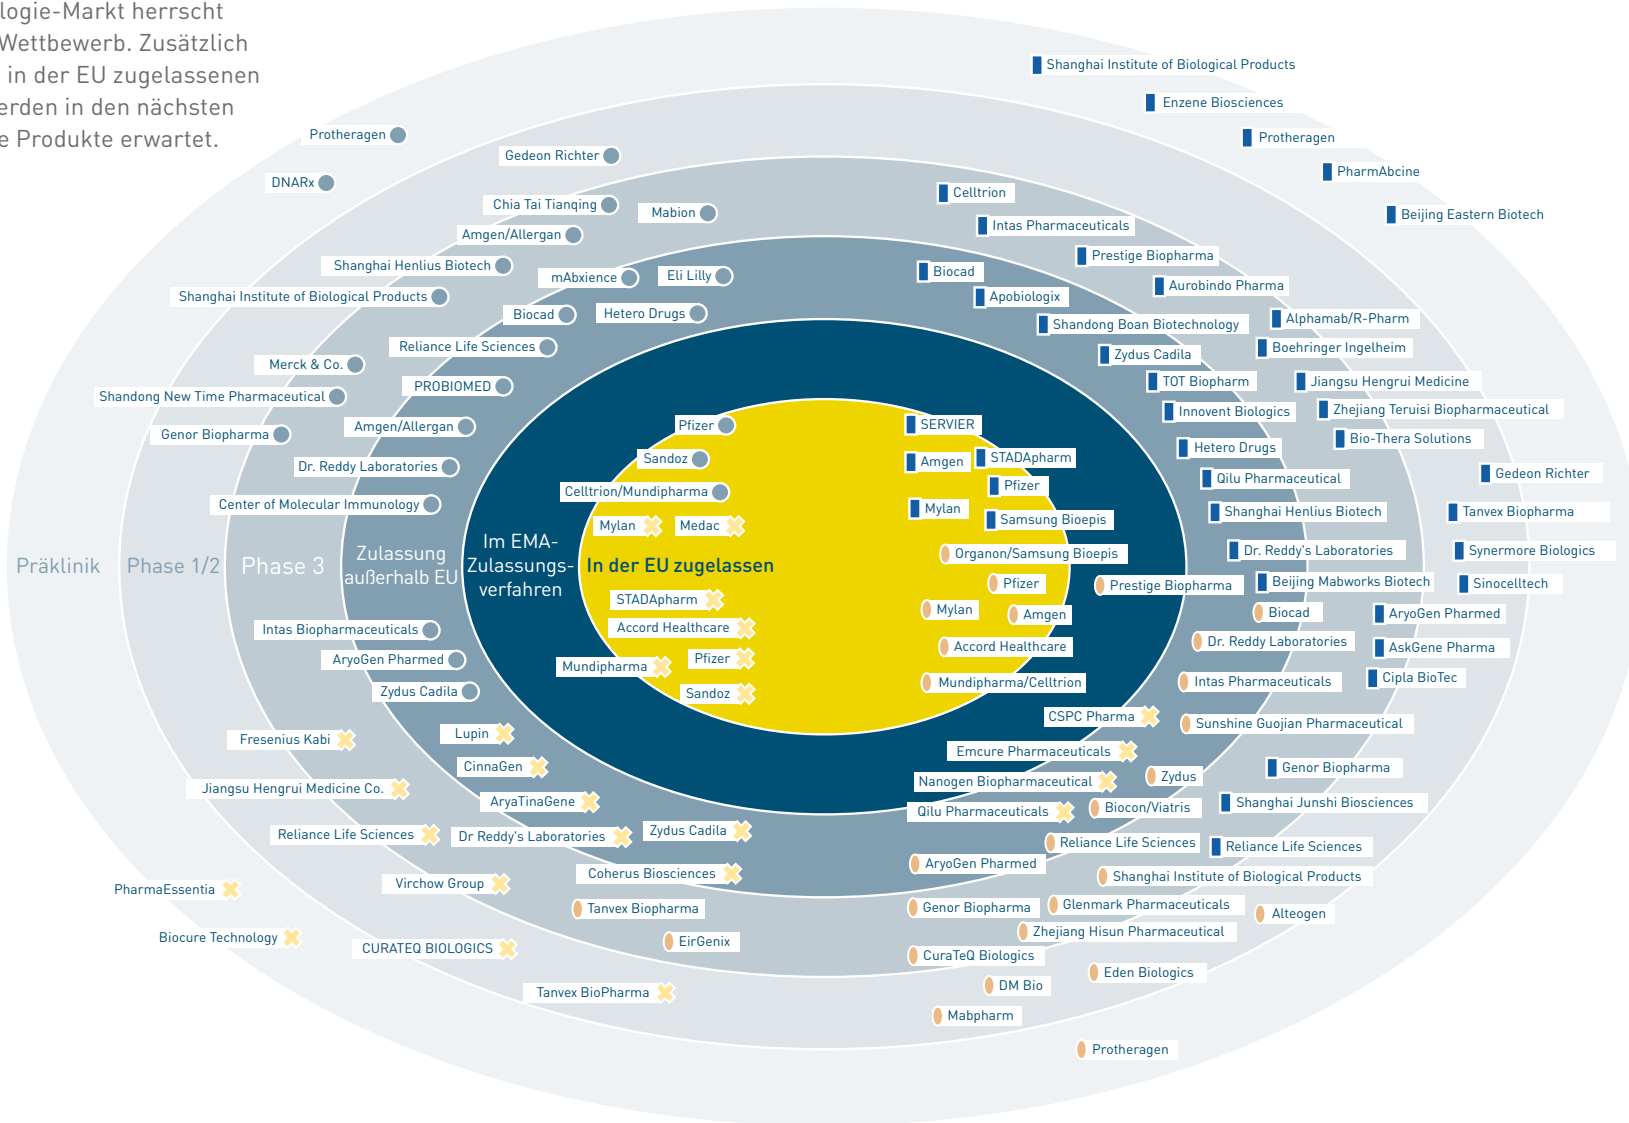 logie-Markt herrscht
Wettbewerb. Zusätzlich
in der EU zugelassenen
erden in den nächsten
e Produkte erwartet.
Protheragen
DNARx
Gedeon Richter
Chia Tai Tianqing
Mabion
Amgen/Allergan
Shanghai Henlius Biotech
mAbxience
Eli Lilly
Shanghai Institute of Biological Products
Biocad
Hetero Drugs
Reliance Life Sciences
Merck & Co.
PROBIOMED
Shandong New Time Pharmaceutical
Amgen/Allergan
Genor Biopharma
Dr. Reddy Laboratories
Center of Molecular Immunology
Pfizer
Sandoz
Celltrion/Mundipharma
Mylan
Medac
Shanghai Institute of Biological Products
Enzene Biosciences
Protheragen
PharmAbcine
Beijing Eastern Biotech
Celltrion
Intas Pharmaceuticals
Prestige Biopharma
Aurobindo Pharma
Biocad
Apobiologix
Shandong Boan Biotechnology
Alphamab/R-Pharm
Boehringer Ingelheim
Zydus Cadila
TOT Biopharm
Jiangsu Hengrui Medicine
Innovent Biologics
Zhejiang Teruisi Biopharmaceutical
Hetero Drugs
Bio-Thera Solutions
Qilu Pharmaceutical
Gedeon Richter
Shanghai Henlius Biotech
Tanvex Biopharma
Dr. Reddy's Laboratories
Synermore Biologics
Beijing Mabworks Biotech
Sinocelltech
SERVIER
Amgen
STADApharm
Pfizer
Mylan
Samsung Bioepis
Organon/Samsung Bioepis
Pfizer
Prestige Biopharma
Mylan
Amgen
Biocad
AryoGen Pharmed
Accord Healthcare
Dr. Reddy Laboratories
AskGene Pharma
Mundipharma/Celltrion
Intas Pharmaceuticals
Cipla BioTec
Präklinik
Phase 1/2
Phase 3
Zulassung
außerhalb EU
Im EMA-
Zulassungs-
verfahren
In der EU zugelassen
STADApharm
Accord Healthcare
Mundipharma
Pfizer
Sandoz
Intas Biopharmaceuticals
AryoGen Pharmed
Zydus Cadila
Fresenius Kabi
Lupin
CinnaGen
Jiangsu Hengrui Medicine Co.
AryaTinaGene
Reliance Life Sciences
Dr Reddy's Laboratories
Zydus Cadila
Virchow Group
Coherus Biosciences
PharmaEssentia
Tanvex Biopharma
Biocure Technology
CURATEQ BIOLOGICS
EirGenix
Tanvex BioPharma
CSPC Pharma
Sunshine Guojian Pharmaceutical
Emcure Pharmaceuticals
Nanogen Biopharmaceutical
Zydus
Genor Biopharma
Qilu Pharmaceuticals
Biocon/Viatris
Shanghai Junshi Biosciences
Reliance Life Sciences
Reliance Life Sciences
AryoGen Pharmed
Shanghai Institute of Biological Products
Genor Biopharma
Glenmark Pharmaceuticals
Alteogen
Zhejiang Hisun Pharmaceutical
CuraTeQ Biologics
Eden Biologics
DM Bio
Mabpharm
Protheragen